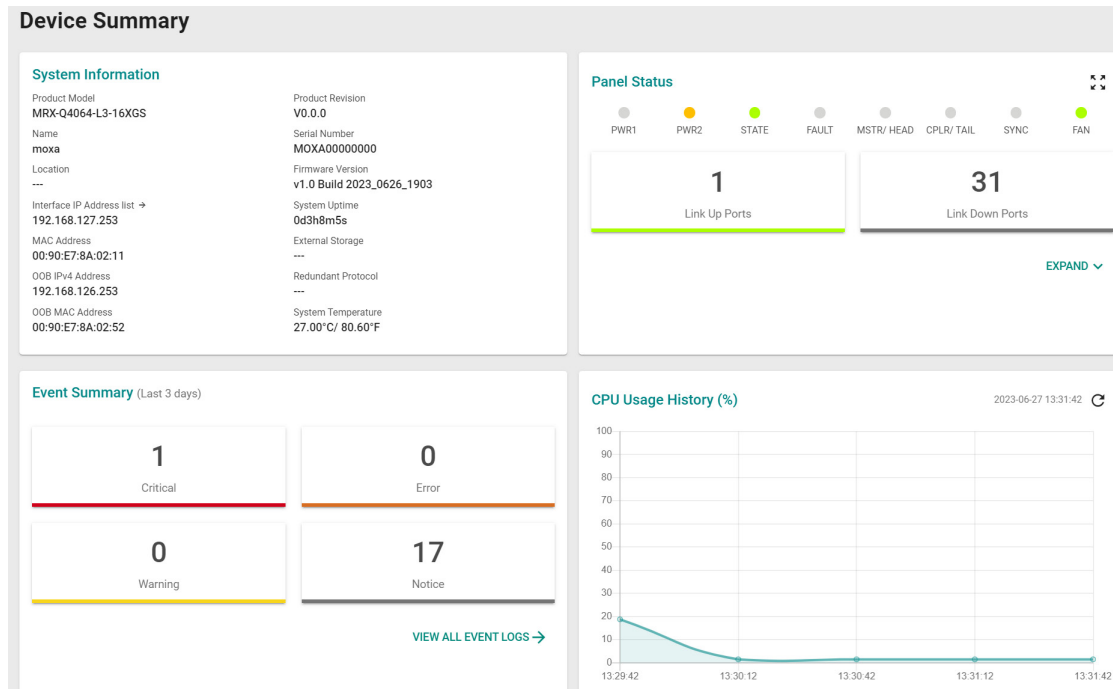 Device Summary
System Information
Product Model
MRX-Q4064-L3-16XGS
Product Revision
V0.0.0
Name
moxa
Serial Number
MOXA00000000
Location
---
Firmware Version
v1.0 Build 2023_0626_1903
Interface IP Address list →
192.168.127.253
System Uptime
0d3h8m5s
MAC Address
00:90:E7:8A:02:11
External Storage
---
OOB IPv4 Address
192.168.126.253
Redundant Protocol
---
OOB MAC Address
00:90:E7:8A:02:52
System Temperature
27.00°C/ 80.60°F
Panel Status
PWR1 PWR2 STATE FAULT MSTR/ HEAD CPLR/ TAIL SYNC FAN
1
Link Up Ports
31
Link Down Ports
EXPAND
Event Summary (Last 3 days)
1
Critical
0
Error
0
Warning
17
Notice
VIEW ALL EVENT LOGS →
CPU Usage History (%)
2023-06-27 13:31:42
100
90
80
70
60
50
40
30
20
10
0
13:29:42 13:30:12 13:30:42 13:31:12 13:31:42